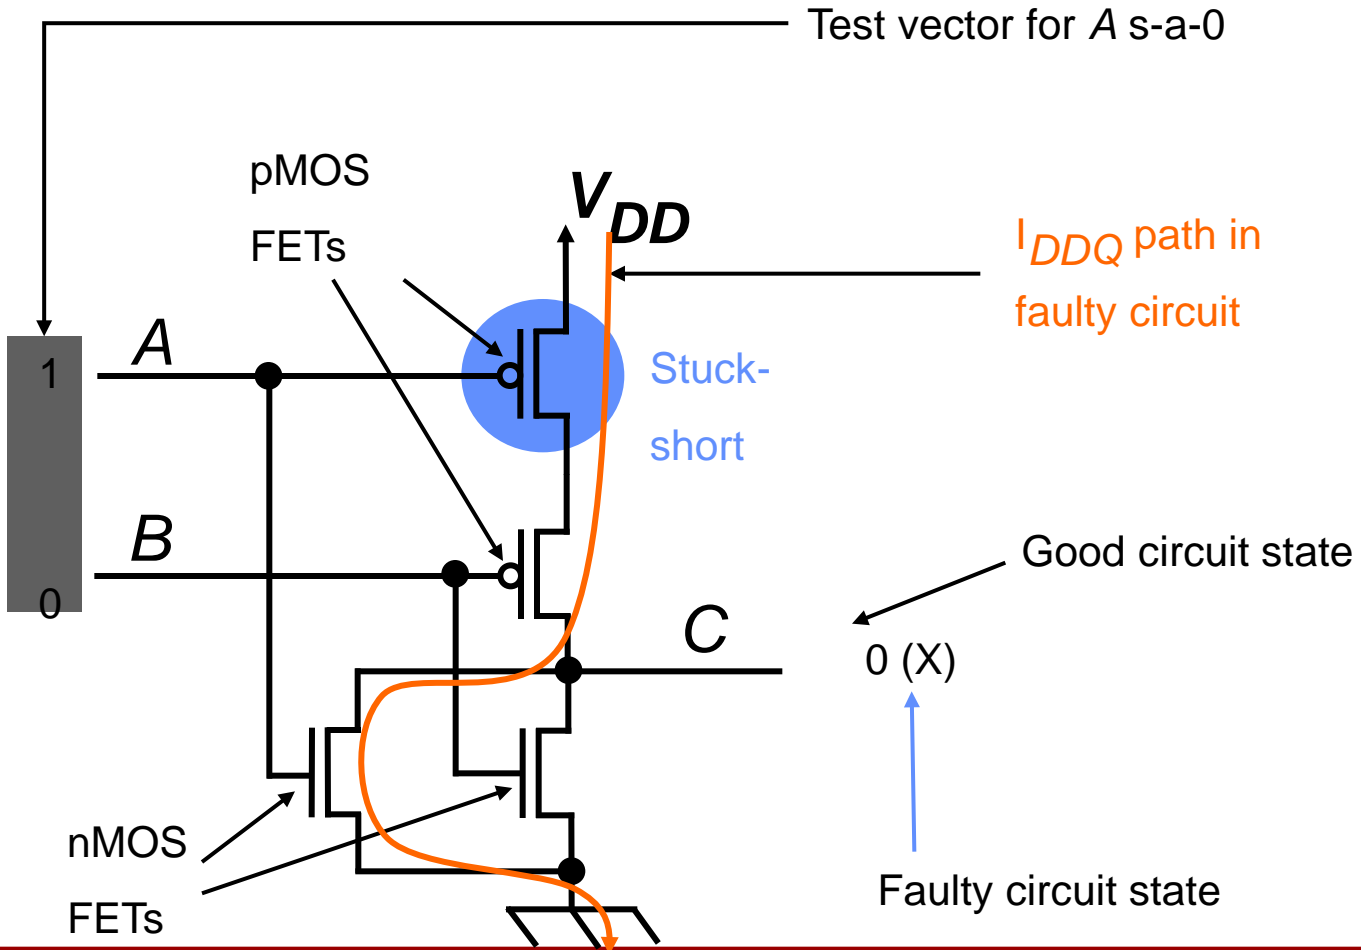 Test vector for A s-a-0
pMOS
FETs
VDD
IDDQ path in
faulty circuit
A
1
Stuck-
short
B
0
Good circuit state
C
0 (X)
nMOS
FETs
Faulty circuit state